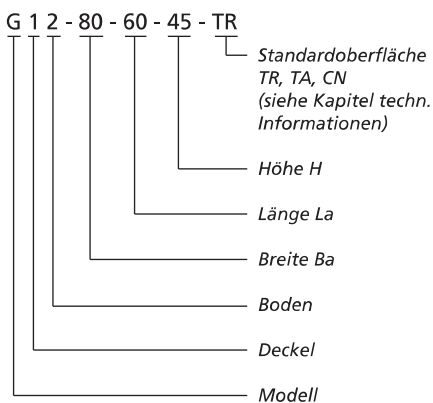 G 1 2 - 80 - 60 - 45 - TR
Standardoberfläche
TR, TA, CN
(siehe Kapitel techn.
Informationen)
Höhe H
Länge La
Breite Ba
Boden
Deckel
Modell